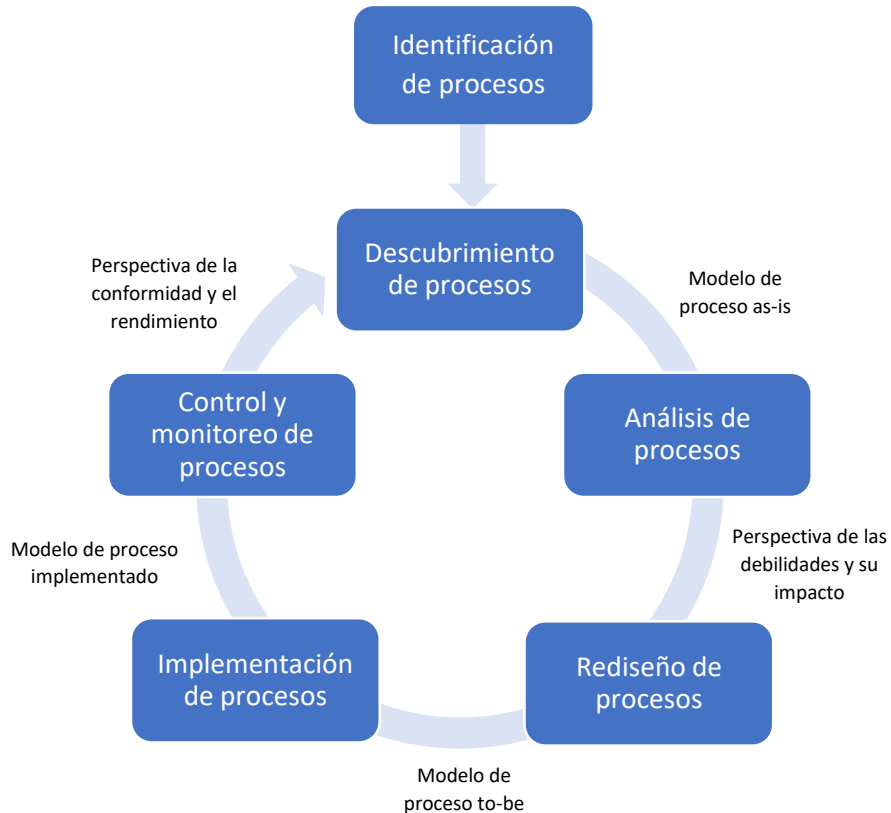 Identificación
de procesos
Descubrimiento
de procesos
Perspectiva de la
conformidad y el
rendimiento
Modelo de
proceso as-is
Control y
monitoreo de
procesos
Análisis de
procesos
Modelo de proceso
implementado
Perspectiva de las
debilidades y su
impacto
Implementación
de procesos
Rediseño de
procesos
Modelo de
proceso to-be